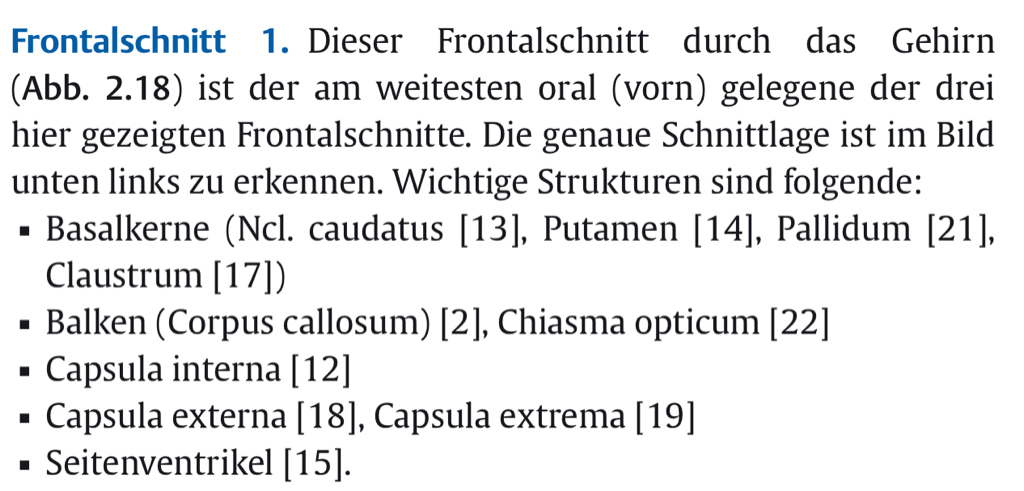 Frontalschnitt 1. Dieser Frontalschnitt durch das Gehirn
(Abb. 2.18) ist der am weitesten oral (vorn) gelegene der drei
hier gezeigten Frontalschnitte. Die genaue Schnittlage ist im Bild
unten links zu erkennen. Wichtige Strukturen sind folgende:
▪ Basalkerne (Ncl. caudatus [13], Putamen [14], Pallidum [21],
Claustrum [17])
▪ Balken (Corpus callosum) [2], Chiasma opticum [22]
▪ Capsula interna [12]
▪ Capsula externa [18], Capsula extrema [19]
▪ Seitenventrikel [15].